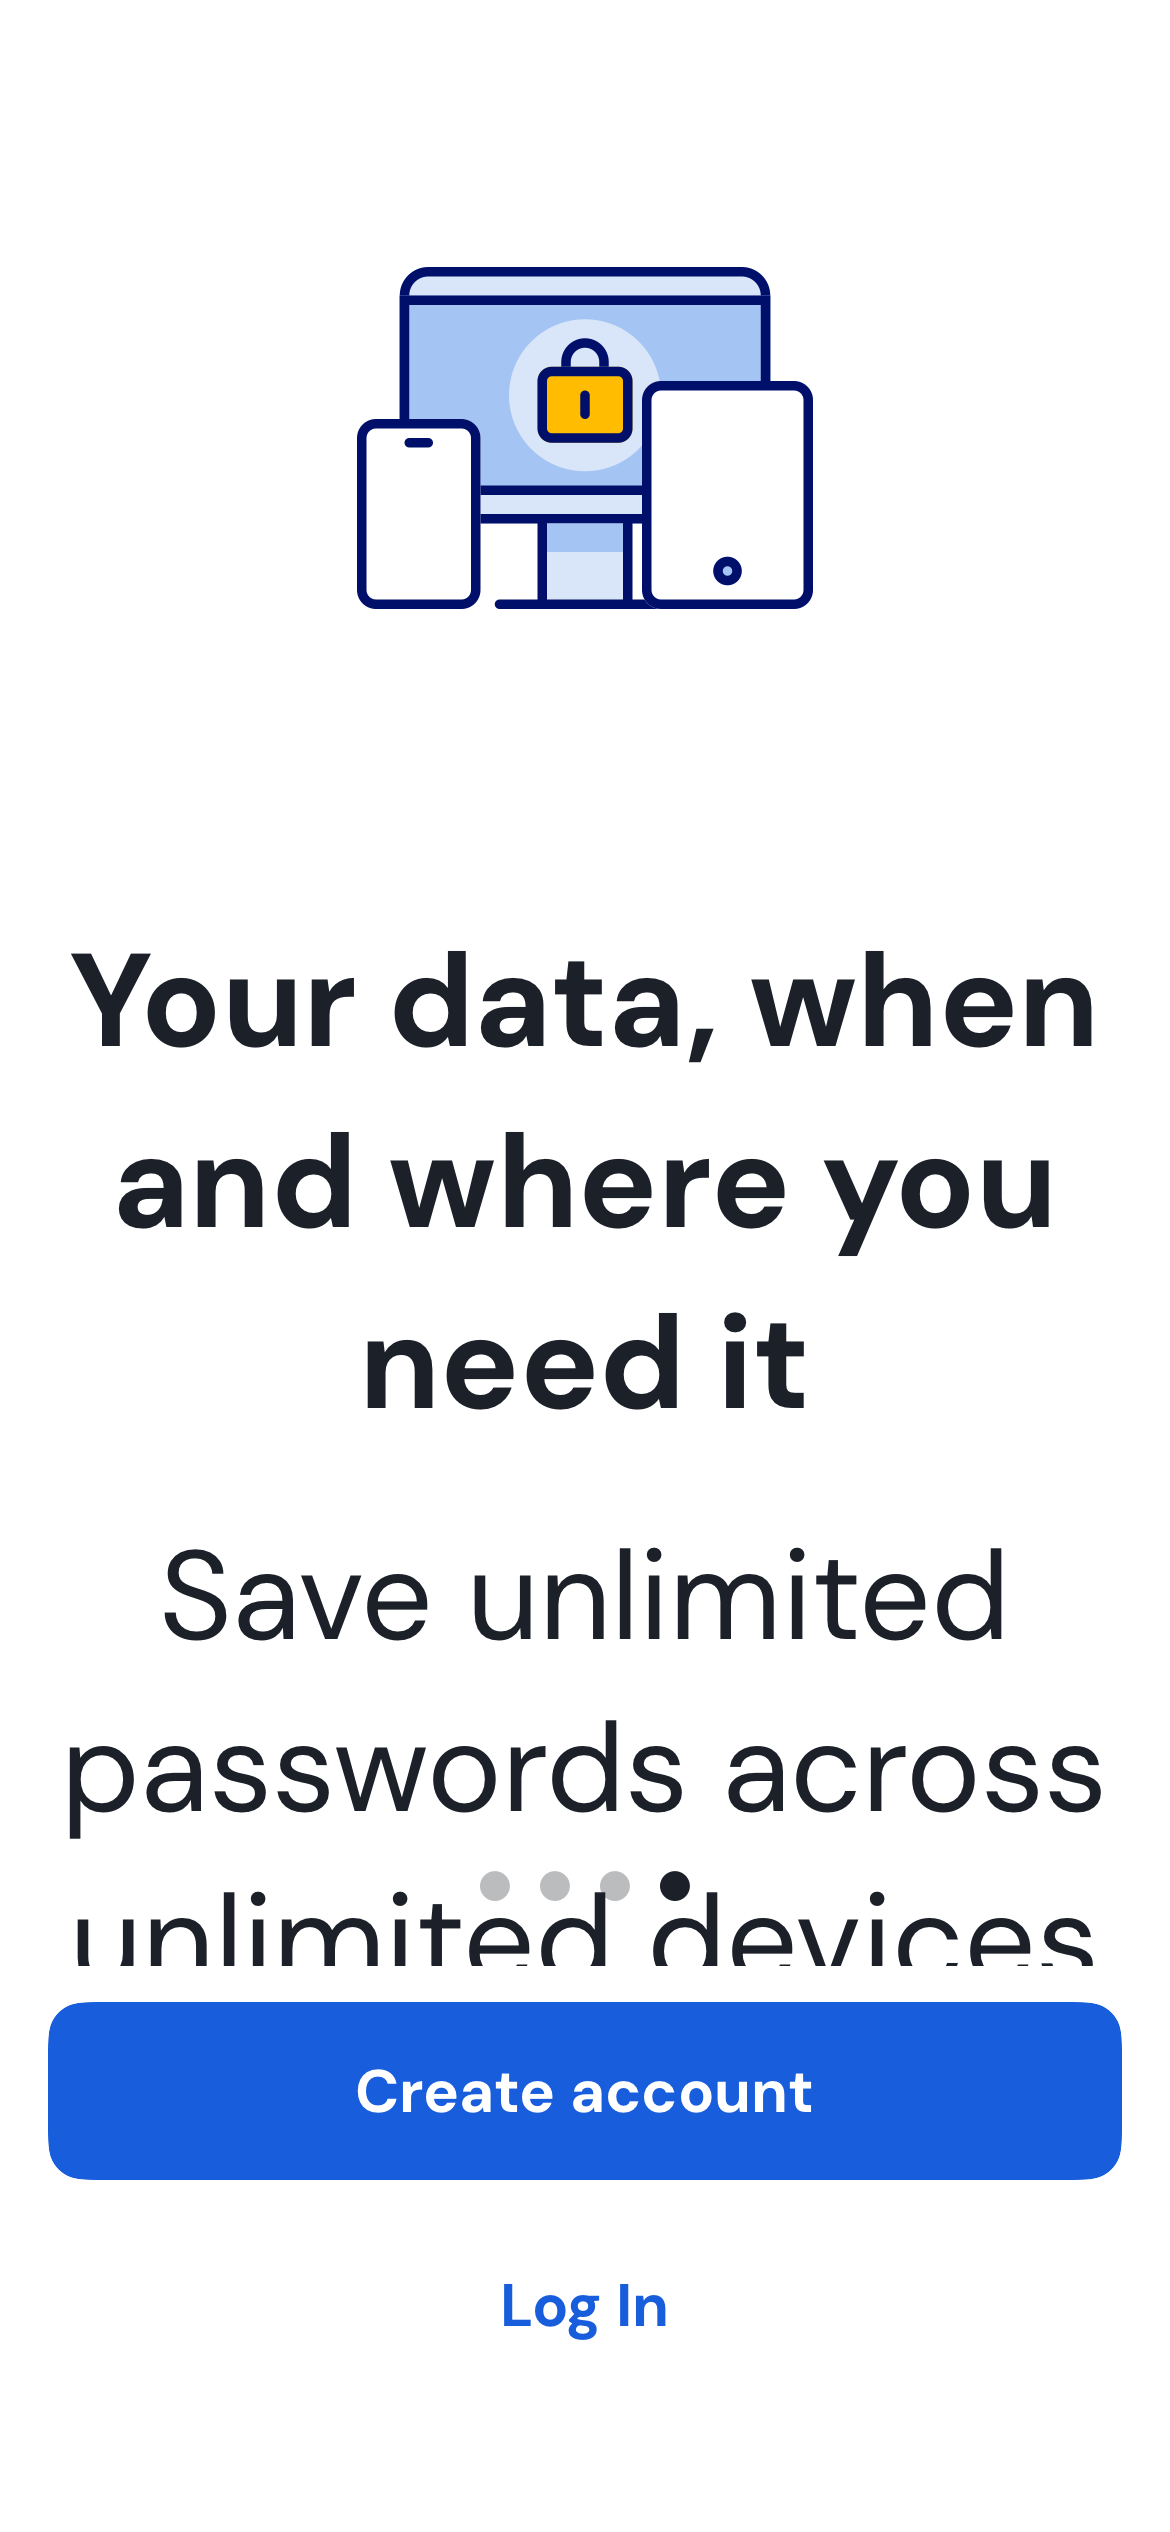 Your data, when
and where you
need it
Save unlimited
passwords across
unlimited devices
Create account
Log In